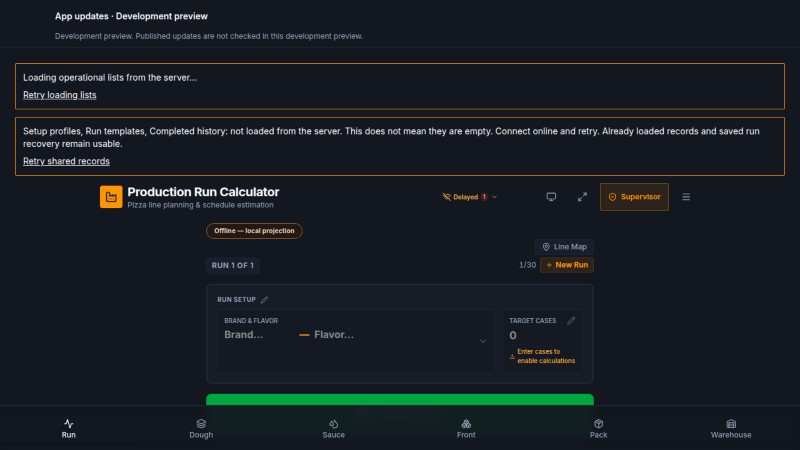 App updates · Development preview
Development preview. Published updates are not checked in this development preview.
Loading operational lists from the server...
Retry loading lists
Setup profiles, Run templates, Completed history: not loaded from the server. This does not mean they are empty. Connect online and retry. Already loaded records and saved run
recovery remain usable.
Retry shared records
Production Run Calculator
Pizza line planning & schedule estimation
Delayed 1
Supervisor
Offline — local projection
Line Map
RUN 1 OF 1
1/30
+ New Run
RUN SETUP
BRAND & FLAVOR
Brand... — Flavor...
TARGET CASES
0
Enter cases to
enable calculations
Run
Dough
Sauce
Front
Pack
Warehouse